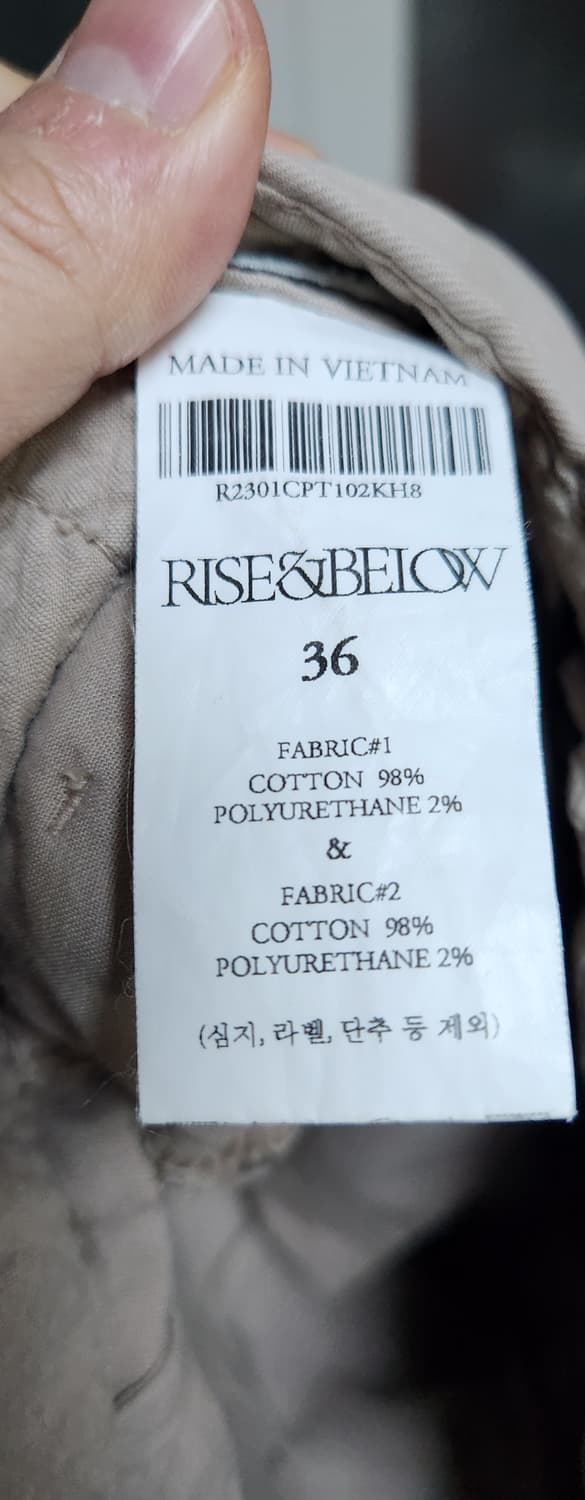 MADE IN VIETNAM
R2301CPT102KH8
RISE&BELOW
36
FABRIC#1
COTTON 98%
POLYURETHANE 2%
&
FABRIC#2
COTTON 98%
POLYURETHANE 2%
(심지, 라벨, 단추 등 제외)